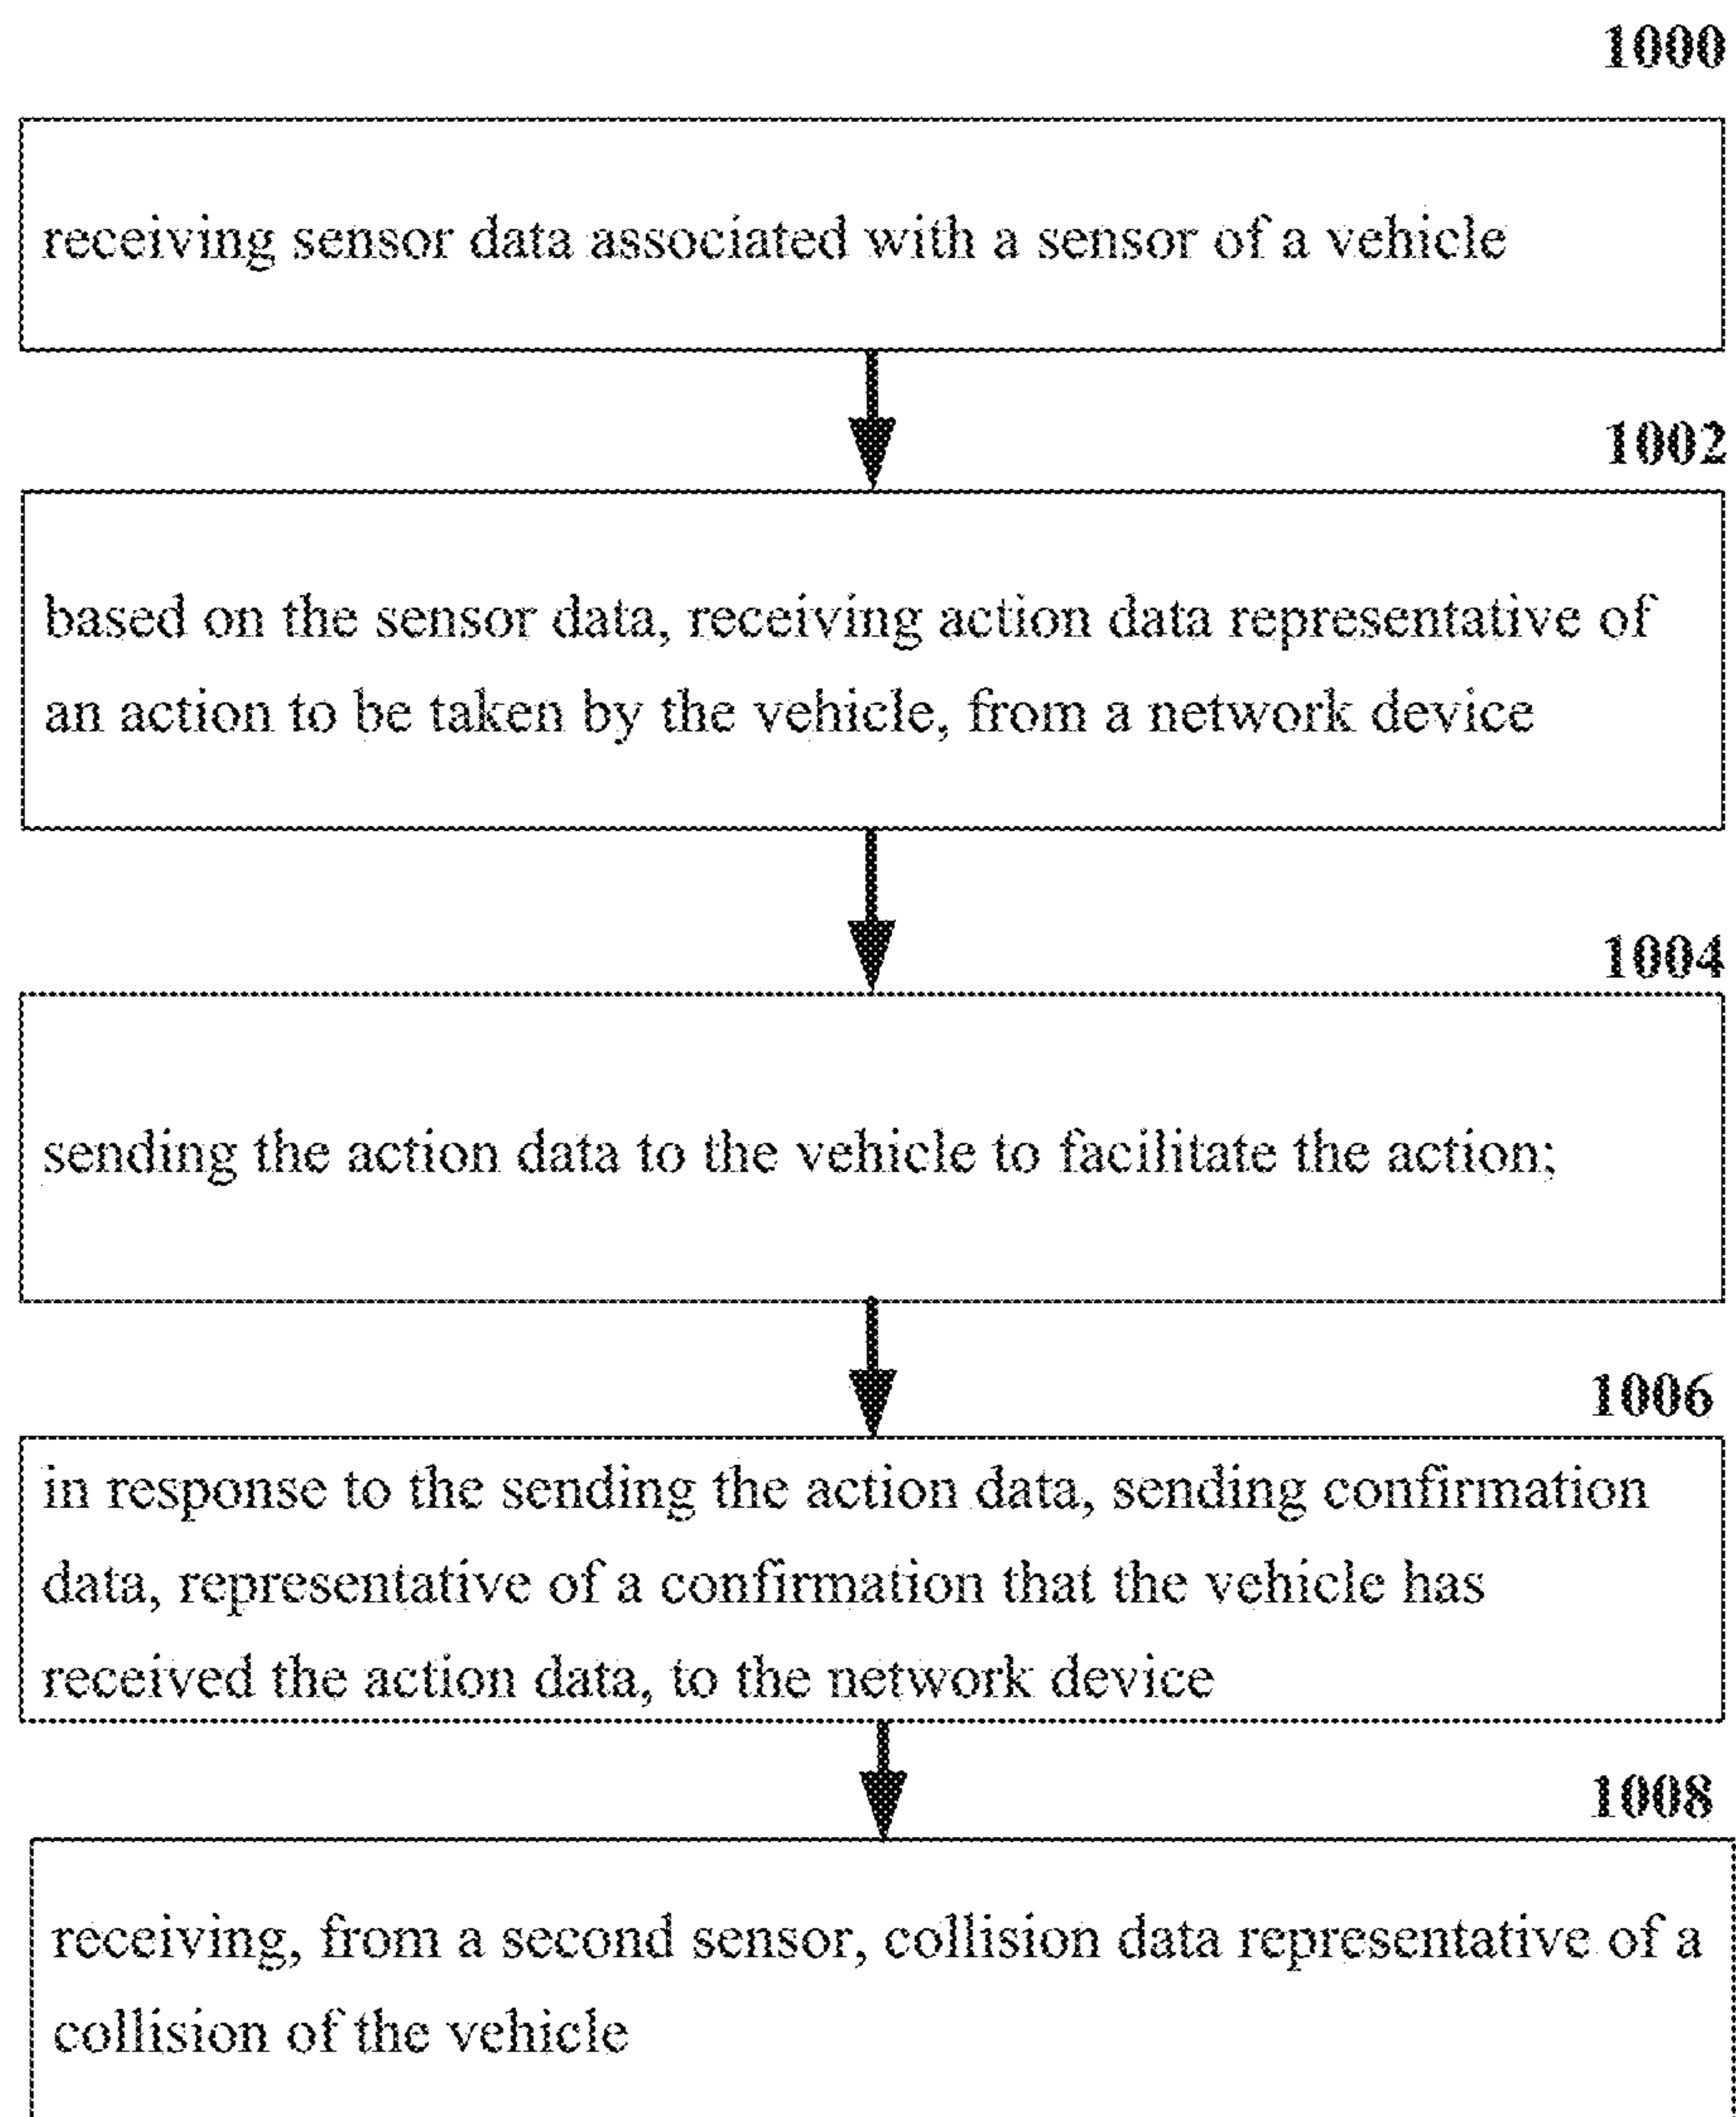 1000
receiving sensor data associated with a sensor of a vehicle
1002
based on the sensor data, receiving action data representative of
an action to be taken by the vehicle, from a network device
1004
sending the action data to the vehicle to facilitate the action;
1006
in response to the sending the action data, sending confirmation
data, representative of a confirmation that the vehicle has
received the action data, to the network device
1008
receiving, from a second sensor, collision data representative of a
collision of the vehicle